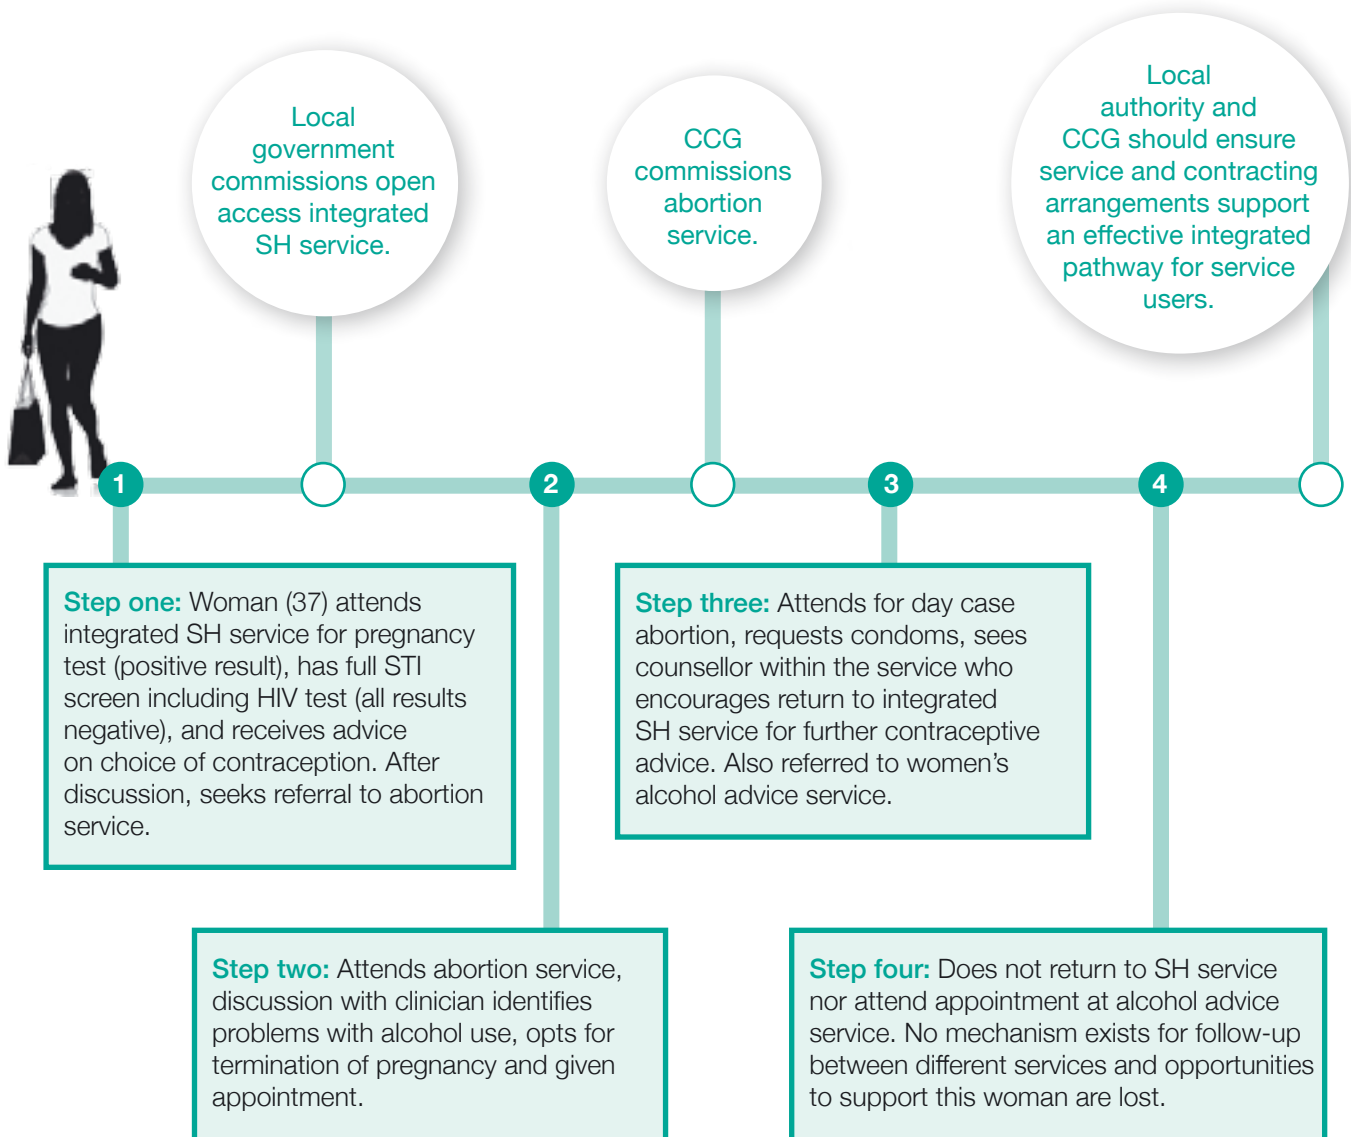 Local
government
commissions open
access integrated
SH service.
CCG
commissions
abortion
service.
Local
authority and
CCG should ensure
service and contracting
arrangements support
an effective integrated
pathway for service
users.
1
2
3
4
Step one: Woman (37) attends
integrated SH service for pregnancy
test (positive result), has full STI
screen including HIV test (all results
negative), and receives advice
on choice of contraception. After
discussion, seeks referral to abortion
service.
Step three: Attends for day case
abortion, requests condoms, sees
counsellor within the service who
encourages return to integrated
SH service for further contraceptive
advice. Also referred to women’s
alcohol advice service.
Step two: Attends abortion service,
discussion with clinician identifies
problems with alcohol use, opts for
termination of pregnancy and given
appointment.
Step four: Does not return to SH service
nor attend appointment at alcohol advice
service. No mechanism exists for follow-up
between different services and opportunities
to support this woman are lost.